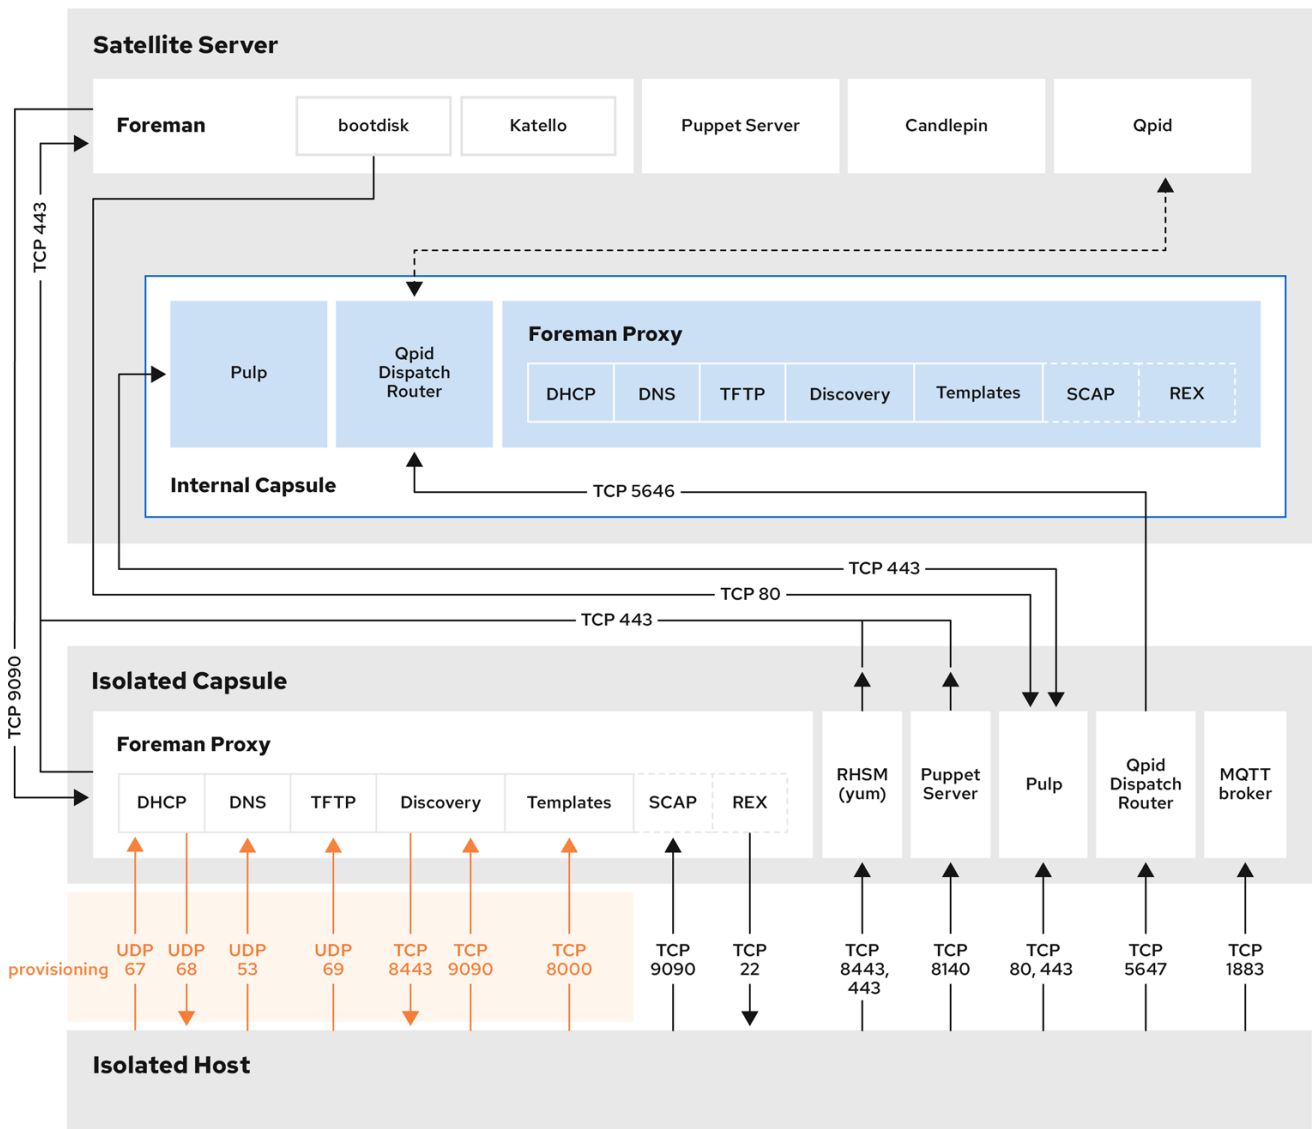 Satellite Server
Foreman
bootdisk
Katello
Puppet Server
Candlepin
Qpid
TCP 443
Foreman Proxy
Pulp
Qpid
Dispatch
Router
DHCP
DNS
TFTP
Discovery
Templates
SCAP
REX
Internal Capsule
TCP 5646
TCP 443
TCP 80
TCP 443
TCP 9090
Isolated Capsule
Foreman Proxy
DHCP
DNS
TFTP
Discovery
Templates
SCAP
REX
RHSM
(yum)
Puppet
Server
Pulp
Qpid
Dispatch
Router
MQTT
broker
provisioning
UDP
67
UDP
68
UDP
53
UDP
69
TCP
8443
TCP
9090
TCP
8000
TCP
9090
TCP
22
TCP
8443,
443
TCP
8140
TCP
80, 443
TCP
5647
TCP
1883
Isolated Host